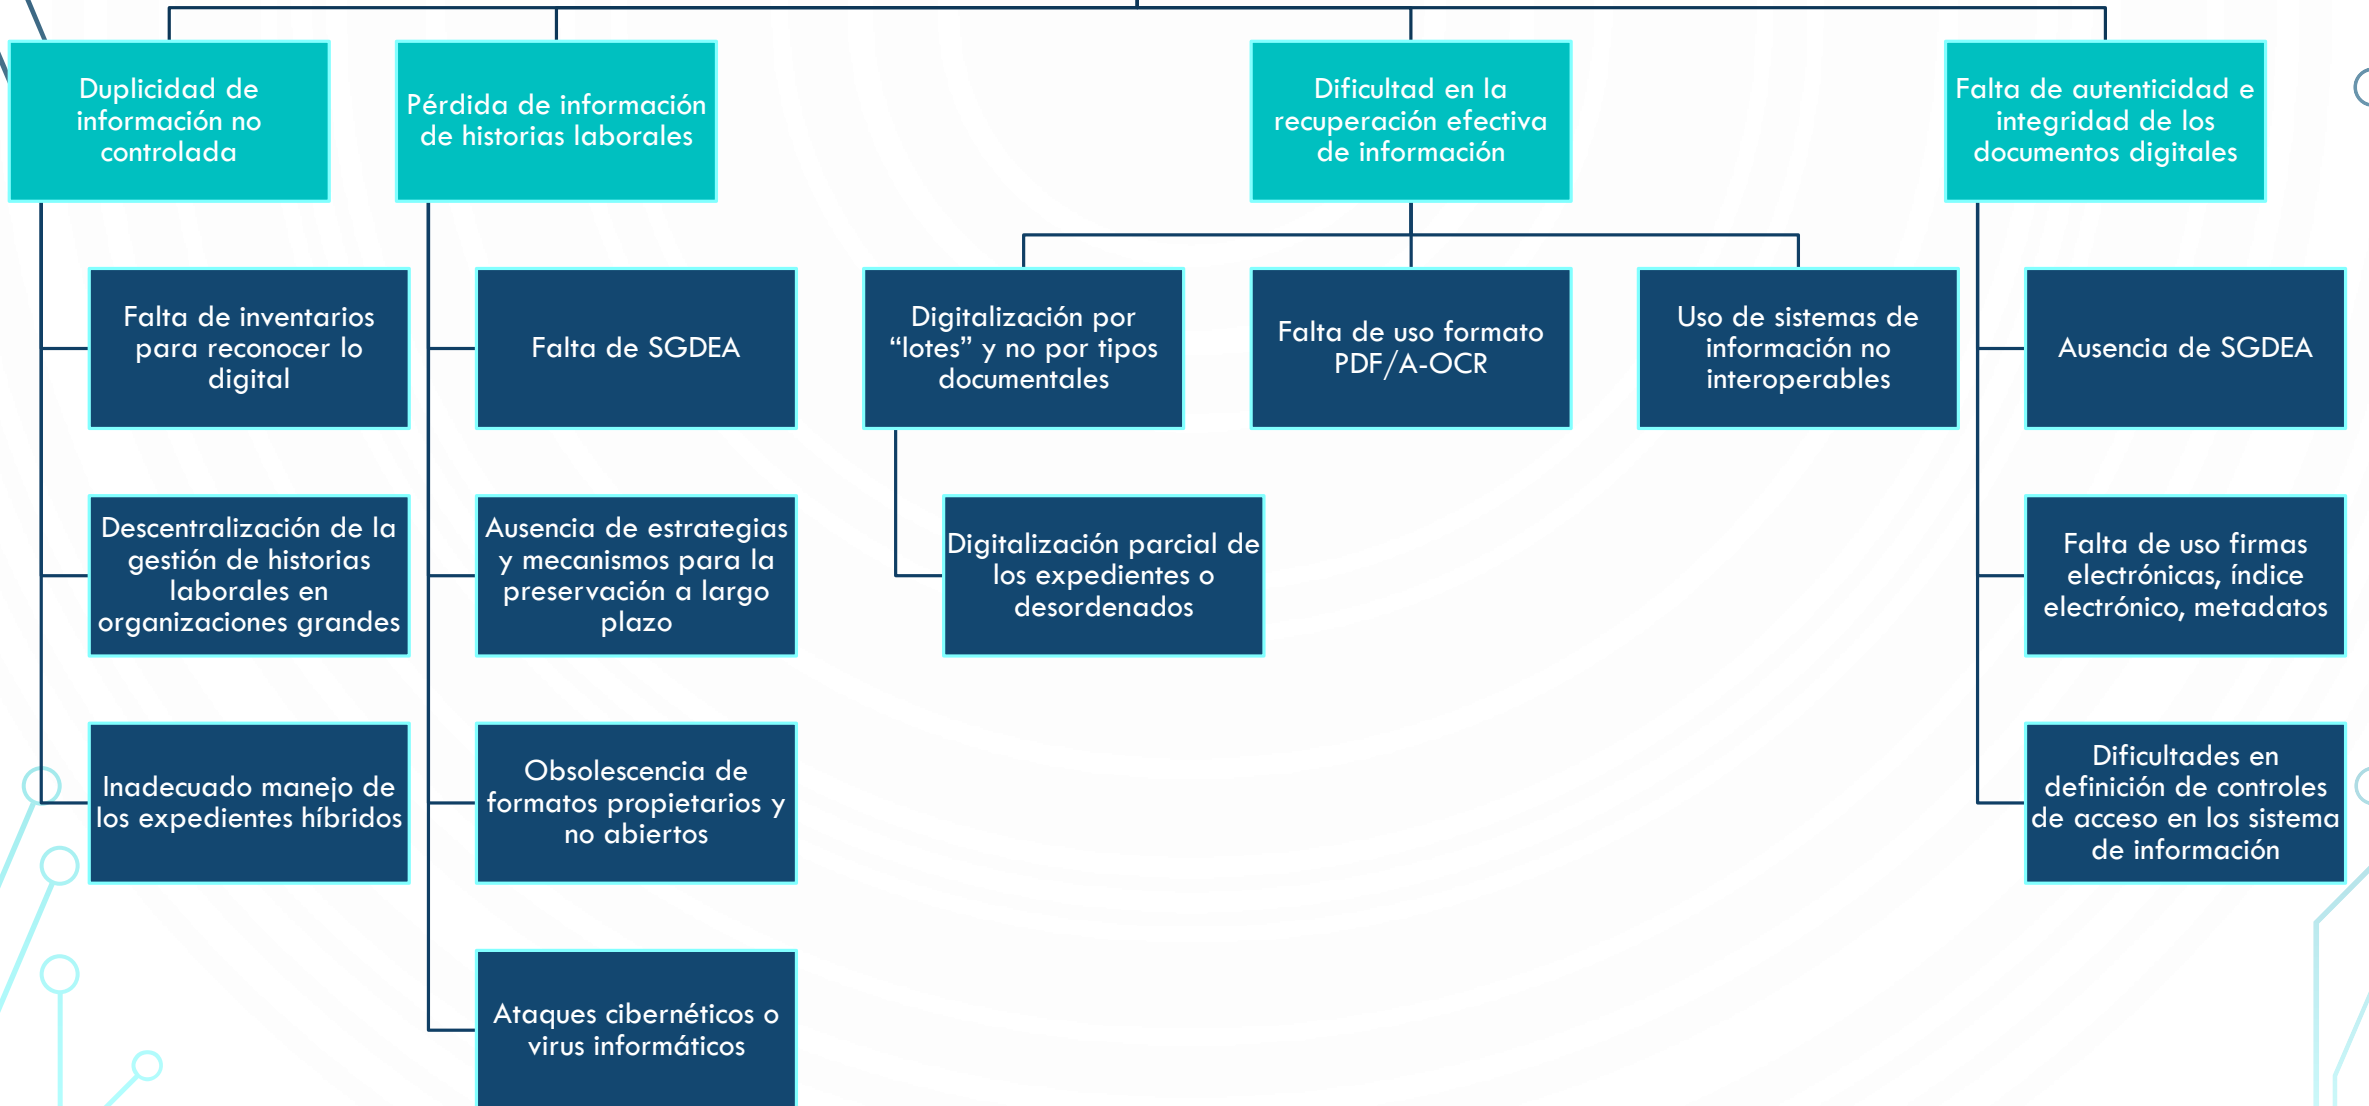 Duplicidad de
información no
controlada
Pérdida de información
de historias laborales
Dificultad en la
recuperación efectiva
de información
Falta de autenticidad e
integridad de los
documentos digitales
Falta de inventarios
para reconocer lo
digital
Falta de SGDEA
Digitalización por
“lotes” y no por tipos
documentales
Falta de uso formato
PDF/A-OCR
Uso de sistemas de
información no
interoperables
Ausencia de SGDEA
Descentralización de la
gestión de historias
laborales en
organizaciones grandes
Ausencia de estrategias
y mecanismos para la
preservación a largo
plazo
Digitalización parcial de
los expedientes o
desordenados
Falta de uso firmas
electrónicas, índice
electrónico, metadatos
Inadecuado manejo de
los expedientes híbridos
Obsolescencia de
formatos propietarios y
no abiertos
Dificultades en
definición de controles
de acceso en los sistema
de información
Ataques cibernéticos o
virus informáticos